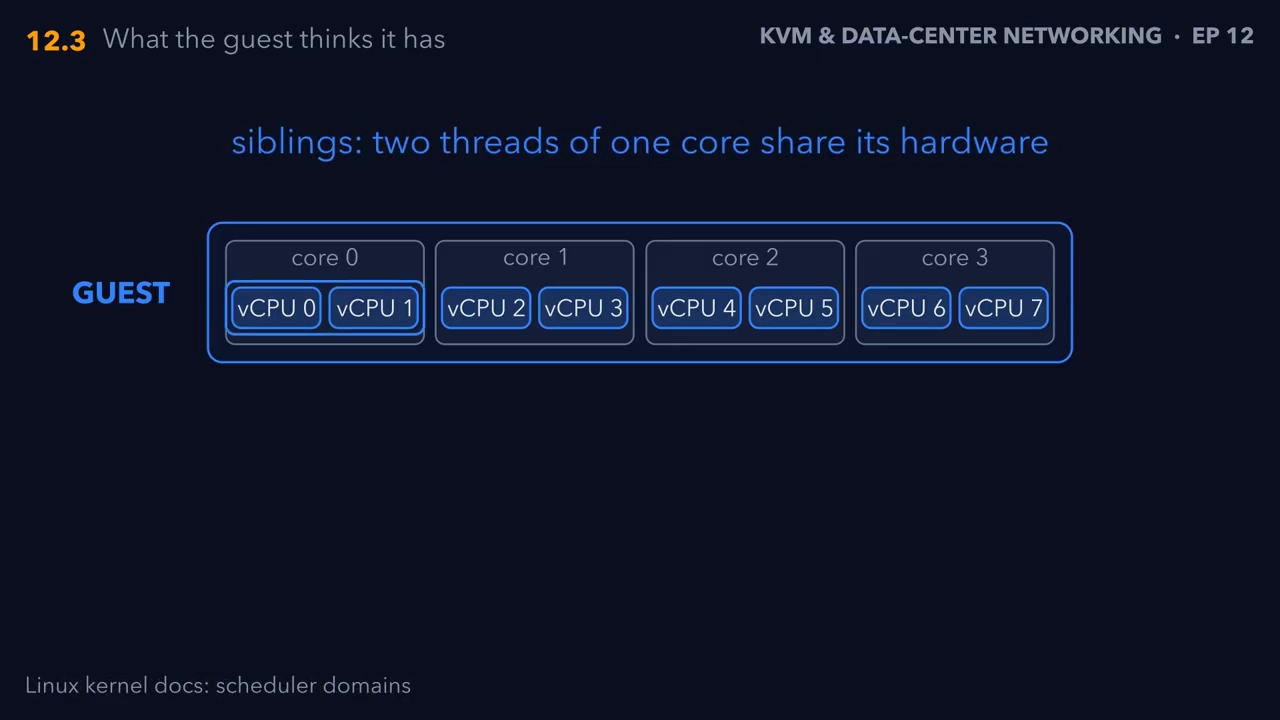 12.3 What the guest thinks it has
KVM & DATA-CENTER NETWORKING · EP 12
siblings: two threads of one core share its hardware
GUEST
core 0 core 1 core 2 core 3
vCPU 0 vCPU 1 vCPU 2 vCPU 3 vCPU 4 vCPU 5 vCPU 6 vCPU 7
Linux kernel docs: scheduler domains